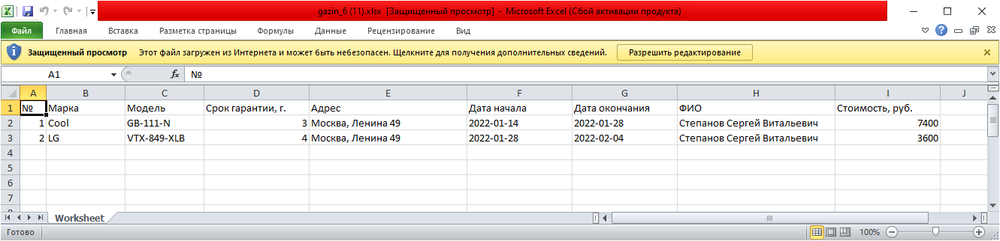 gazin_6 (11).xlsx [Защищенный просмотр] - Microsoft Excel (Сбой активации продукта)
Файл Главная Вставка Разметка страницы Формулы Данные Рецензирование Вид
Защищенный просмотр Этот файл загружен из Интернета и может быть небезопасен. Щелкните для получения дополнительных сведений. Разрешить редактирование
A1 fx №
A B C D E F G H I J
1 № Марка Модель Срок гарантии, г. Адрес Дата начала Дата окончания ФИО Стоимость, руб.
2 1 Cool GB-111-N 3 Москва, Ленина 49 2022-01-14 2022-01-28 Степанов Сергей Витальевич 7400
3 2 LG VTX-849-XLB 4 Москва, Ленина 49 2022-01-28 2022-02-04 Степанов Сергей Витальевич 3600
4
5
6
7
Worksheet
Готово 100%